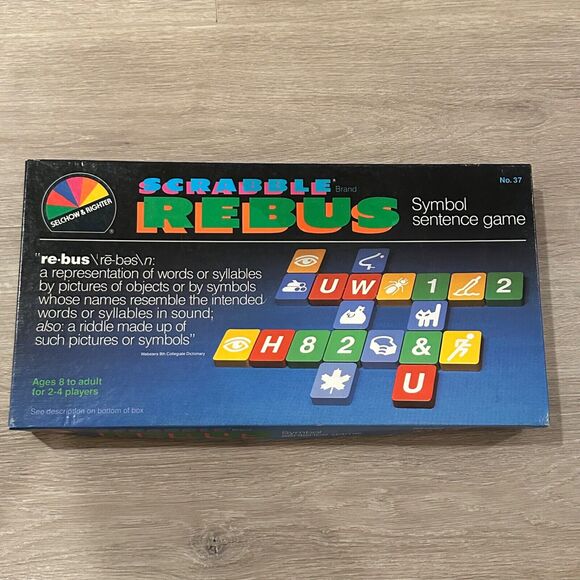 SELCHOW & RIGHTER
®
SCRABBLE® Brand
REBUS
No. 37
Symbol
sentence game
"re·bus\'rē-bəs\n:
a representation of words or syllables
by pictures of objects or by symbols
whose names resemble the intended
words or syllables in sound;
also: a riddle made up of
such pictures or symbols"
Websters 9th Collegiate Dictionary
Ages 8 to adult
for 2-4 players
See description on bottom of box
U W 1 2
H 8 2 &
U
REBUS
Symbol